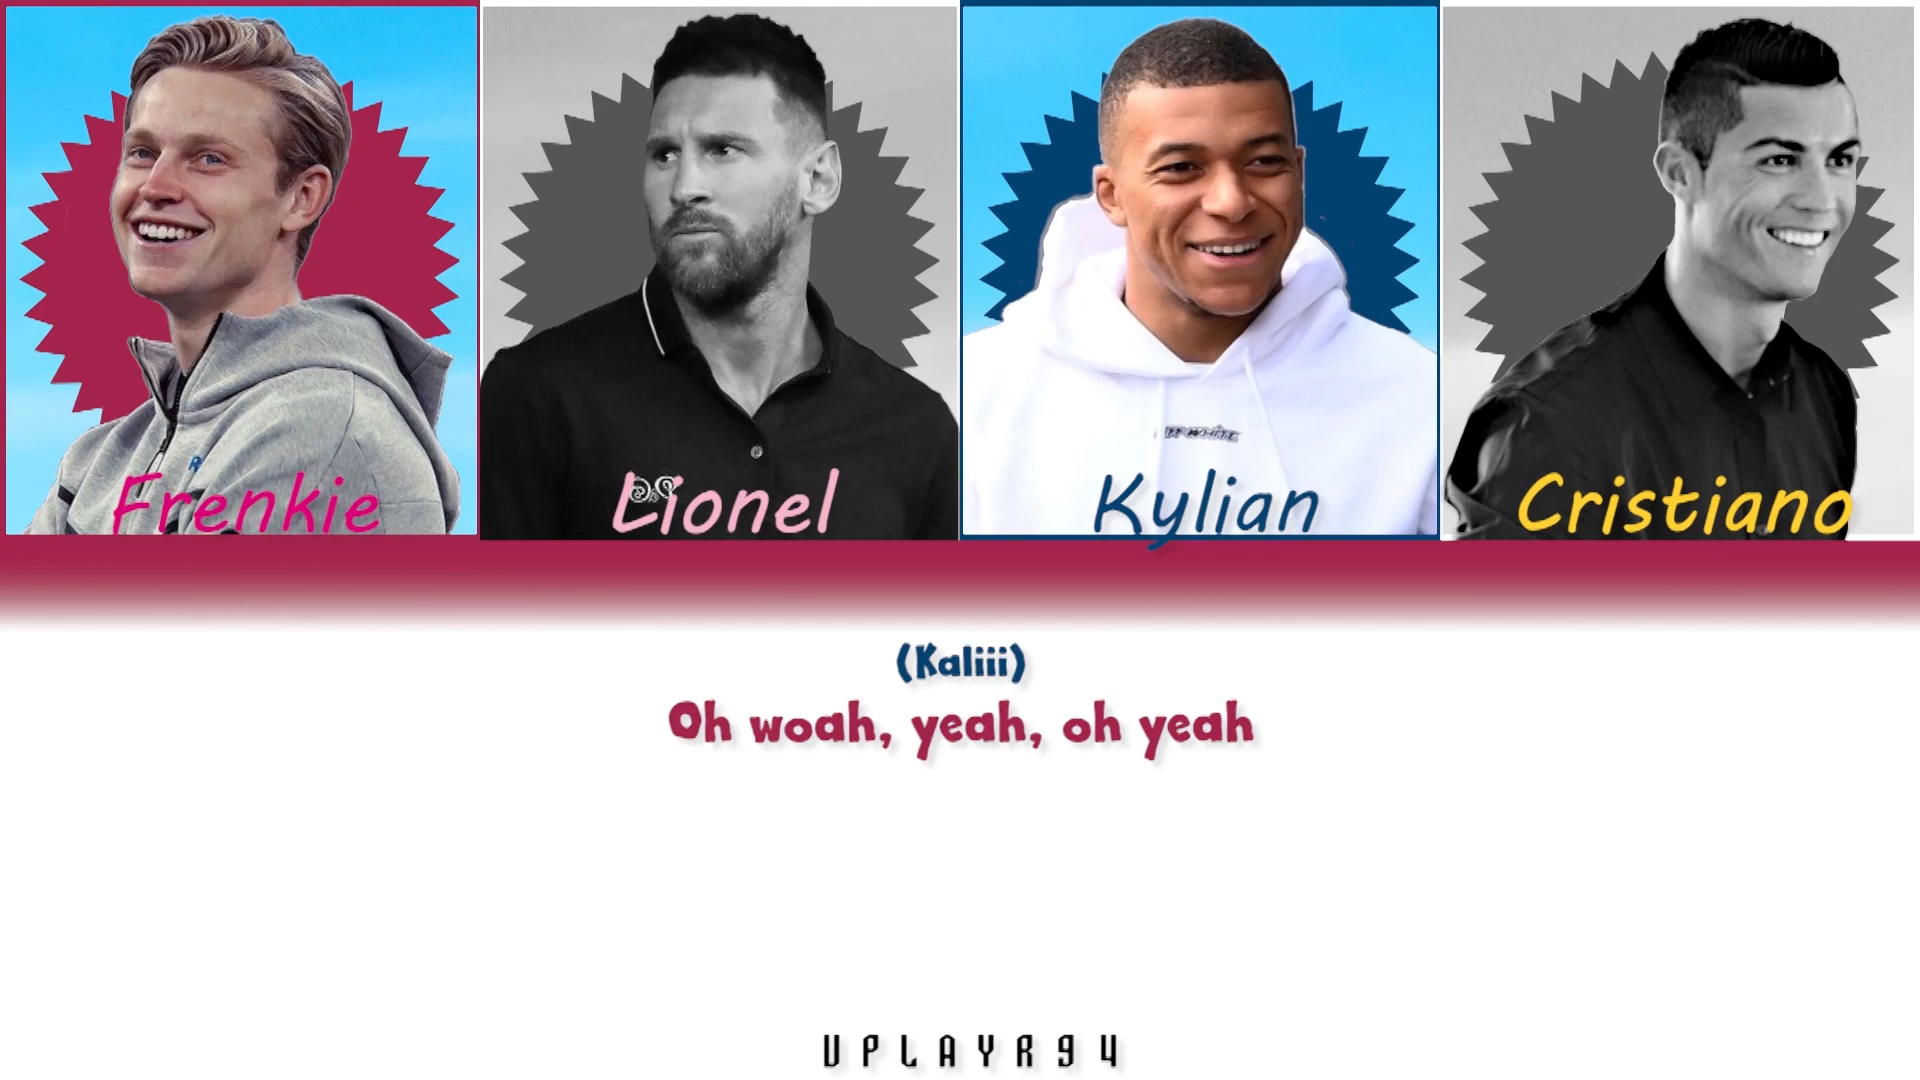 Frenkie
Lionel
Kylian
Cristiano
(Kaliii)
Oh woah, yeah, oh yeah
UPLAYR94